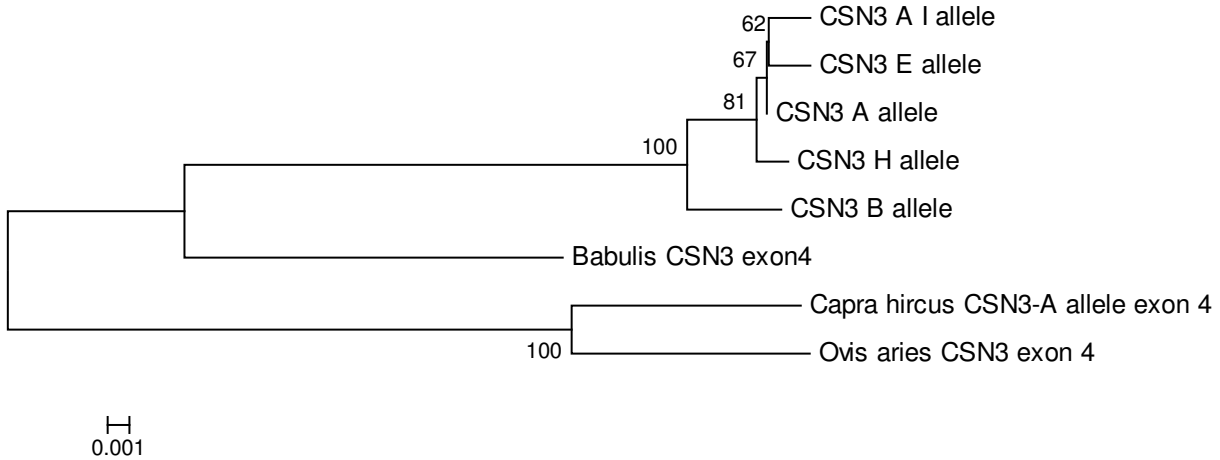 CSN3 A I allele
62
CSN3 E allele
67
81
CSN3 A allele
100
CSN3 H allele
CSN3 B allele
Babulis CSN3 exon4
Capra hircus CSN3-A allele exon 4
100
Ovis aries CSN3 exon 4
0.001